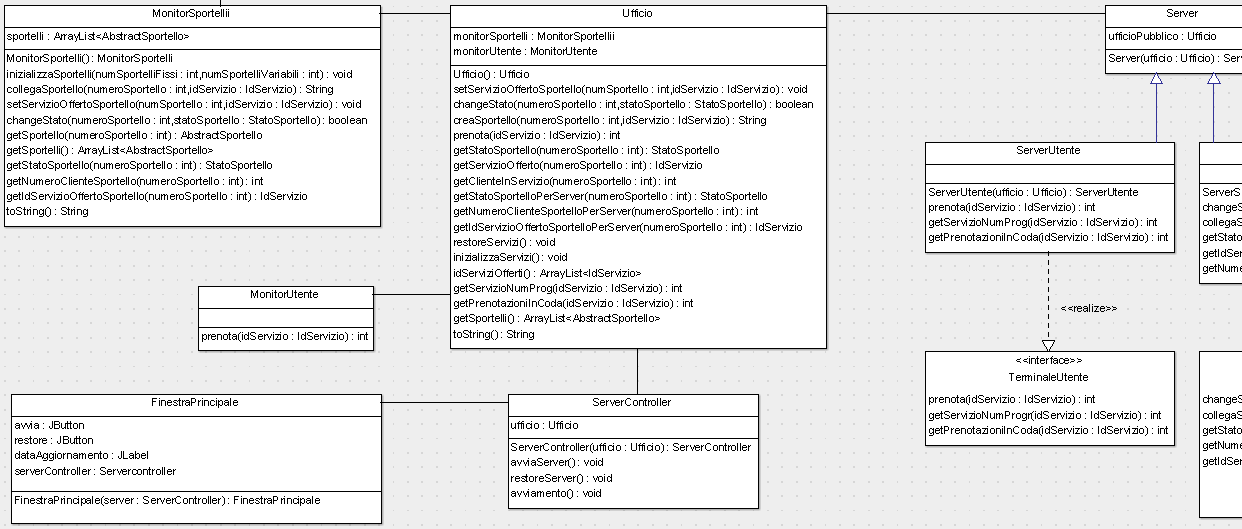 MonitorSportellii
sportelli : ArrayList<AbstractSportello>
MonitorSportelli() : MonitorSportelli
inizializzaSportelli(numSportelliFissi : int,numSportelliVariabili : int) : void
collegaSportello(numeroSportello : int,idServizio : IdServizio) : String
setServizioOffertoSportello(numSportello : int,idServizio : IdServizio) : void
changeStato(numeroSportello : int,statoSportello : StatoSportello) : boolean
getSportello(numeroSportello : int) : AbstractSportello
getSportelli() : ArrayList<AbstractSportello>
getStatoSportello(numeroSportello : int) : StatoSportello
getNumeroClienteSportello(numeroSportello : int) : int
getIdServizioOffertoSportello(numeroSportello : int) : IdServizio
toString() : String
Ufficio
monitorSportelli : MonitorSportellii
monitorUtente : MonitorUtente
Ufficio() : Ufficio
setServizioOffertoSportello(numSportello : int,idServizio : IdServizio) : void
changeStato(numeroSportello : int,statoSportello : StatoSportello) : boolean
creaSportello(numeroSportello : int,idServizio : IdServizio) : String
prenota(idServizio : IdServizio) : int
getStatoSportello(numeroSportello : int) : StatoSportello
getServizioOfferto(numeroSportello : int) : IdServizio
getClienteInServizio(numeroSportello : int) : int
getStatoSportelloPerServer(numeroSportello : int) : StatoSportello
getNumeroClienteSportelloPerServer(numeroSportello : int) : int
getIdServizioOffertoSportelloPerServer(numeroSportello : int) : IdServizio
restoreServizi() : void
inizializzaServizi() : void
idServiziOfferti() : ArrayList<IdServizio>
getServizioNumProg(idServizio : IdServizio) : int
getPrenotazioniInCoda(idServizio : IdServizio) : int
getSportelli() : ArrayList<AbstractSportello>
toString() : String
Server
ufficioPubblico : Ufficio
Server(ufficio : Ufficio) : Serv
ServerUtente
ServerUtente(ufficio : Ufficio) : ServerUtente
prenota(idServizio : IdServizio) : int
getServizioNumProg(idServizio : IdServizio) : int
getPrenotazioniInCoda(idServizio : IdServizio) : int
ServerS
changeS
collegaS
getStato
getIdSer
getNume
<<realize>>
<<interface>>
TerminaleUtente
prenota(idServizio : IdServizio) : int
getServizioNumProgr(idServizio : IdServizio) : int
getPrenotazioniInCoda(idServizio : IdServizio) : int
changeS
collegaS
getStato
getNume
getIdSer
MonitorUtente
prenota(idServizio : IdServizio) : int
FinestraPrincipale
avvia : JButton
restore : JButton
dataAggiornamento : JLabel
serverController : Servercontroller
FinestraPrincipale(server : ServerController) : FinestraPrincipale
ServerController
ufficio : Ufficio
ServerController(ufficio : Ufficio) : ServerController
avviaServer() : void
restoreServer() : void
avviamento() : void